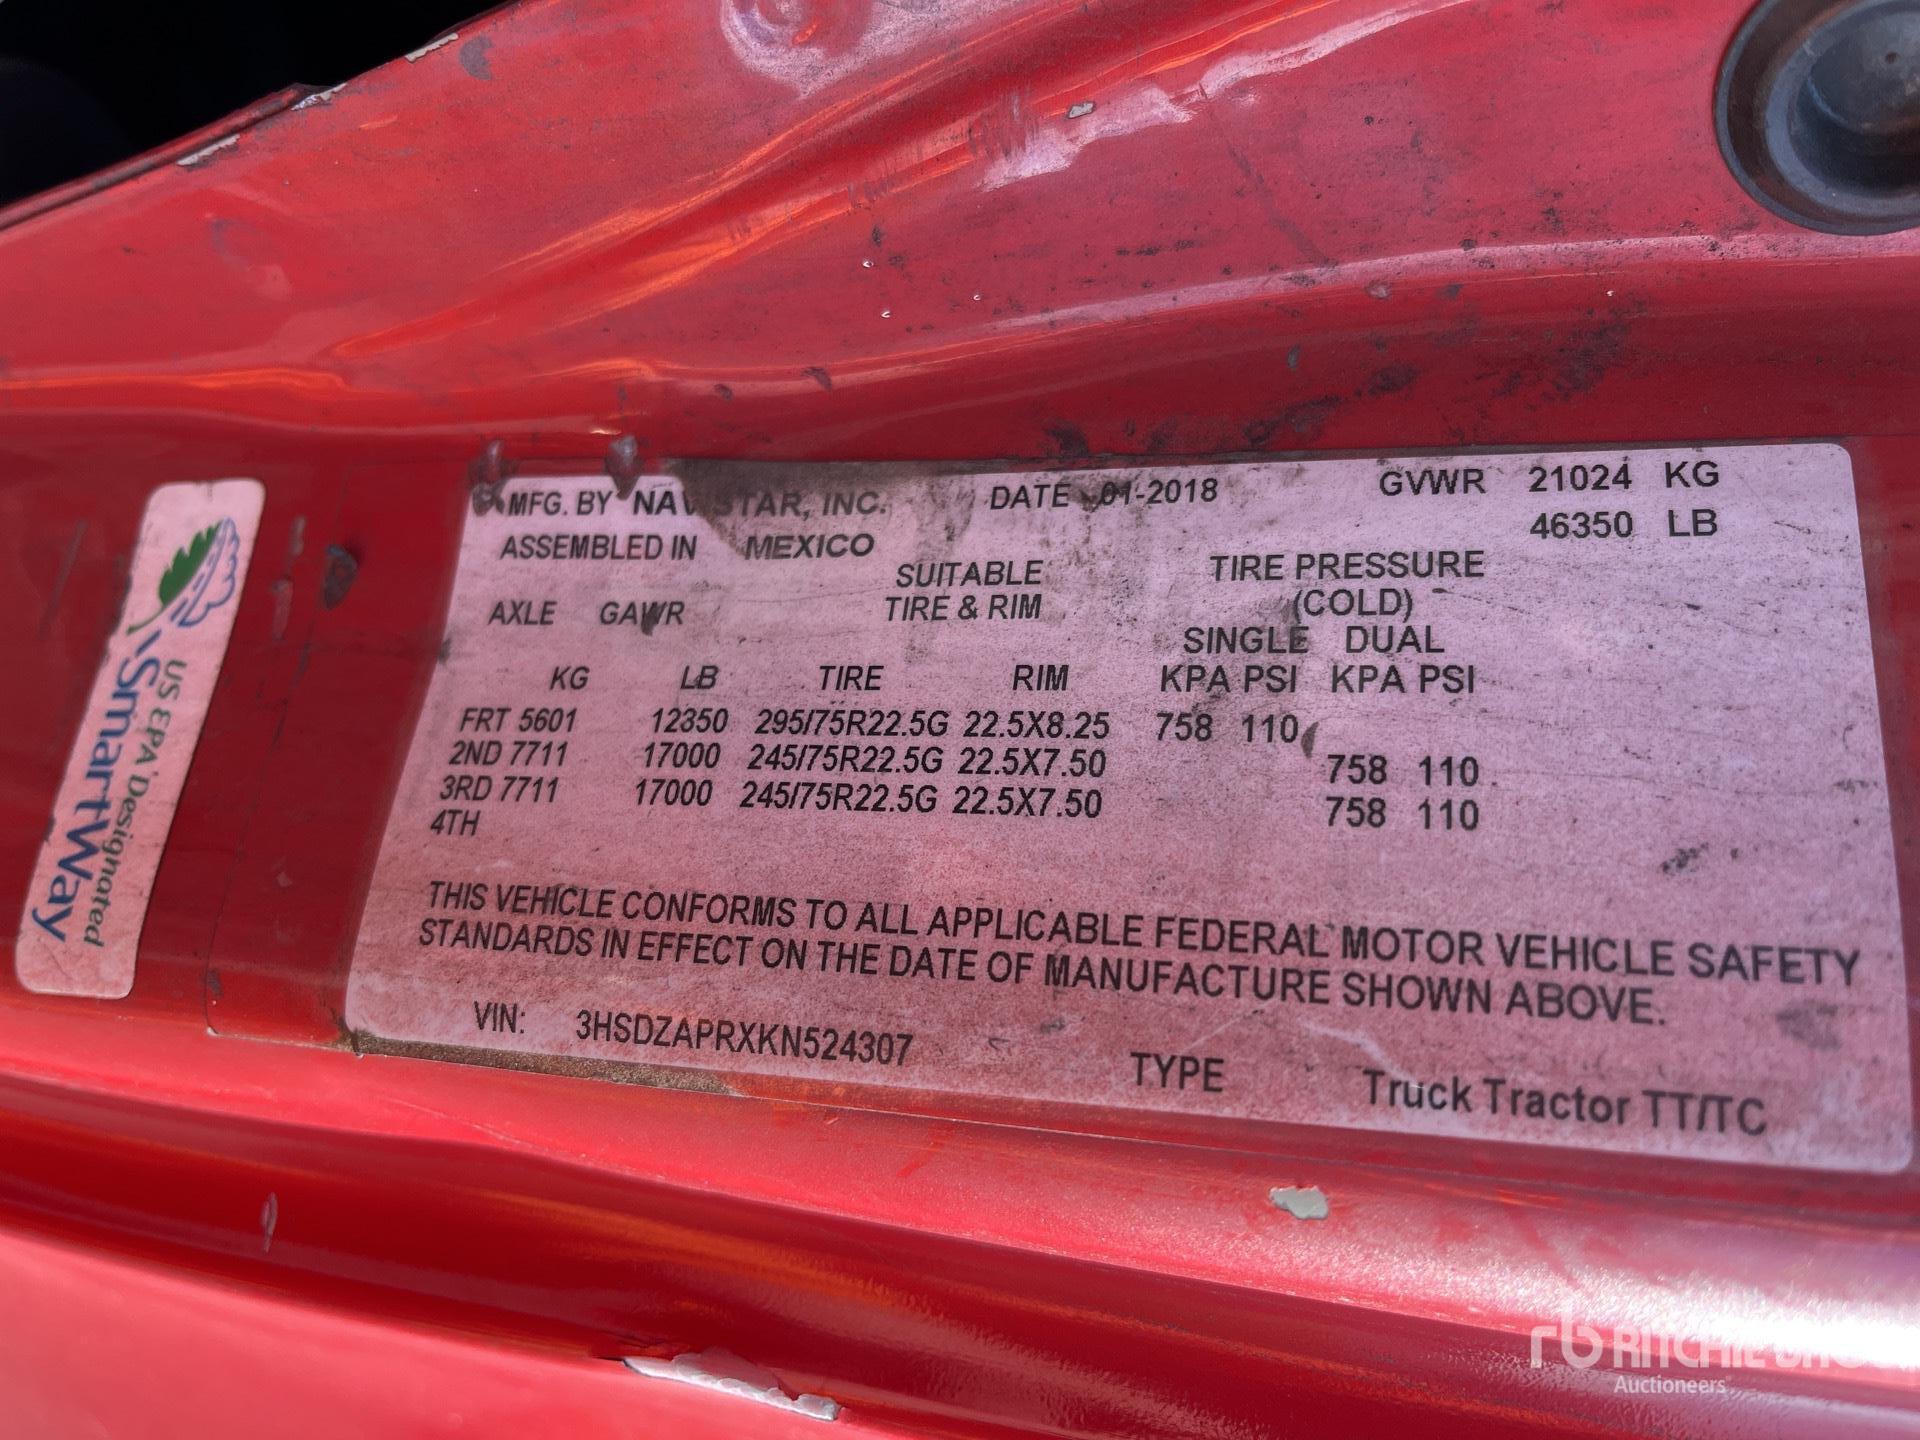 MFG. BY NAVISTAR, INC. DATE 01-2018 GVWR 21024 KG
46350 LB
ASSEMBLED IN MEXICO
SUITABLE TIRE PRESSURE
AXLE GAWR TIRE & RIM (COLD)
SINGLE DUAL
KG LB TIRE RIM KPA PSI KPA PSI
FRT 5601 12350 295/75R22.5G 22.5X8.25 758 110
2ND 7711 17000 245/75R22.5G 22.5X7.50 758 110
3RD 7711 17000 245/75R22.5G 22.5X7.50 758 110
4TH
THIS VEHICLE CONFORMS TO ALL APPLICABLE FEDERAL MOTOR VEHICLE SAFETY
STANDARDS IN EFFECT ON THE DATE OF MANUFACTURE SHOWN ABOVE.
VIN: 3HSDZAPRXKN524307 TYPE Truck Tractor TT/TC
US EPA Designated
SmartWay
rb RITCHIE
Auctioneers